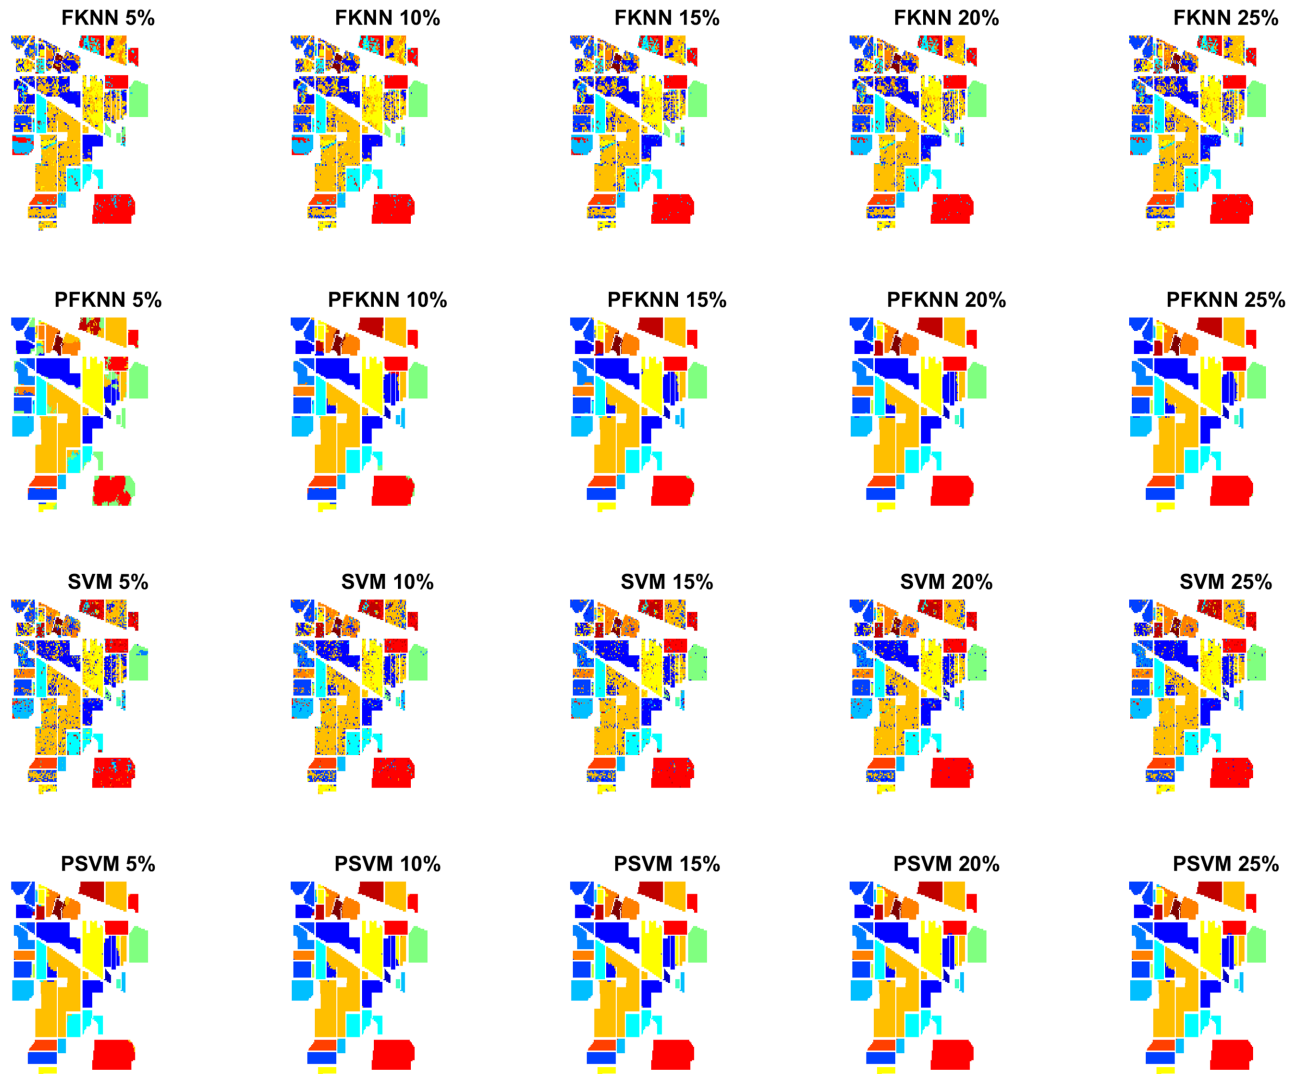 FKNN 5% FKNN 10% FKNN 15% FKNN 20% FKNN 25%
PFKNN 5% PFKNN 10% PFKNN 15% PFKNN 20% PFKNN 25%
SVM 5% SVM 10% SVM 15% SVM 20% SVM 25%
PSVM 5% PSVM 10% PSVM 15% PSVM 20% PSVM 25%